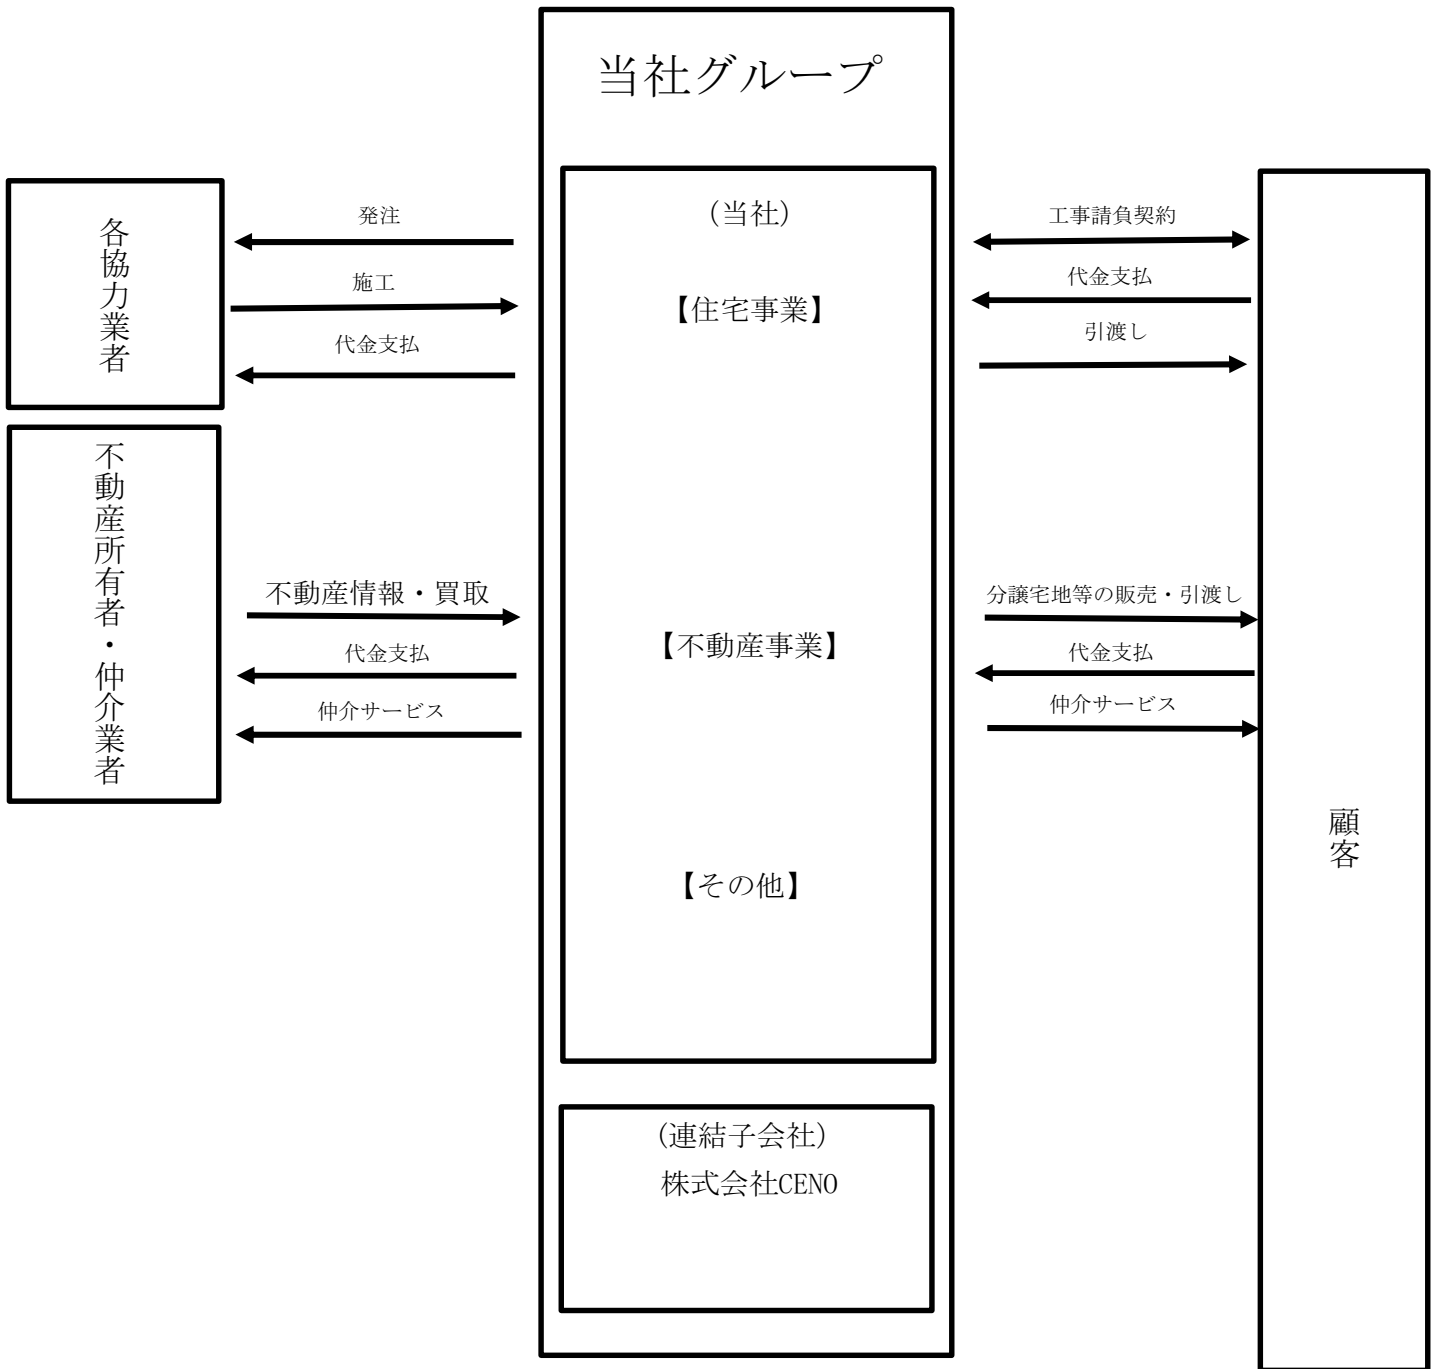 当社グループ
各協力業者
発注
施工
代金支払
(当社)
【住宅事業】
工事請負契約
代金支払
引渡し
不動産所有者・仲介業者
不動産情報・買取
代金支払
仲介サービス
【不動産事業】
分譲宅地等の販売・引渡し
代金支払
仲介サービス
顧客
【その他】
(連結子会社)
株式会社CENO